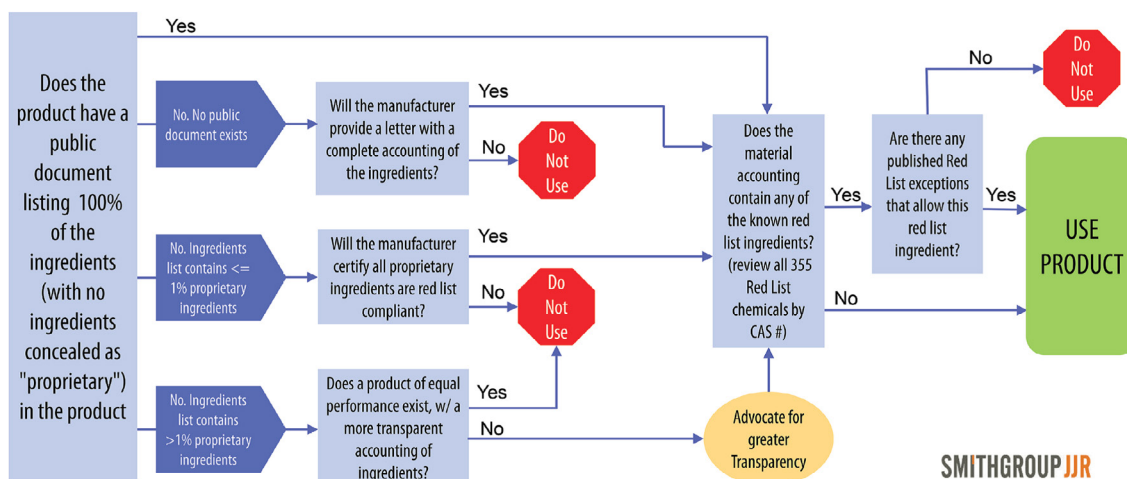 Does the
product have a
public
document
listing 100%
of the
ingredients
(with no
ingredients
concealed as
"proprietary")
in the product
Yes
No. No public
document exists
Will the manufacturer
provide a letter with a
complete accounting of
the ingredients?
Yes
No
Do
Not
Use
No. Ingredients
list contains <=
1% proprietary
ingredients
Will the manufacturer
certify all proprietary
ingredients are red list
compliant?
Yes
No
Do
Not
Use
No. Ingredients
list contains
>1% proprietary
ingredients
Does a product of equal
performance exist, w/ a
more transparent
accounting of
ingredients?
Yes
No
Advocate for
greater
Transparency
Does the
material
accounting
contain any of
the known red
list ingredients?
(review all 355
Red List
chemicals by
CAS #)
Yes
No
Are there any
published Red
List exceptions
that allow this
red list
ingredient?
No
Do
Not
Use
Yes
USE
PRODUCT
SMITHGROUPJJR